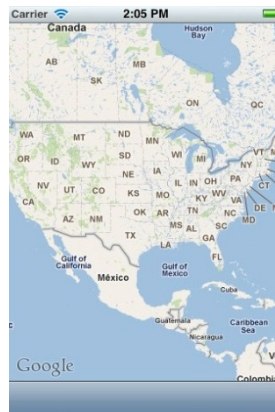 Carrier 2:05 PM
Canada
Hudson
Bay
AB
SK
MB
ON
QC
WA
MT
ND
MN
OR
ID
WY
SD
WI
MI
NY
VT
NV
UT
CO
NE
IA
IL
IN
OH
PA
CT
CA
KS
MO
KY
WV
VA
DE
AZ
NM
OK
AR
TN
NC
MD
TX
MS
AL
SC
LA
GA
FL
Gulf of
California
México
Gulf of
Mexico
Cuba
Guatemala
Nicaragua
Caribbean
Sea
Google